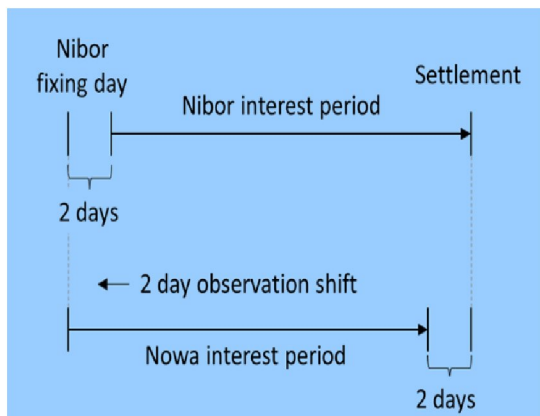 Nibor
fixing day
Settlement
Nibor interest period
2 days
2 day observation shift
Nowa interest period
2 days